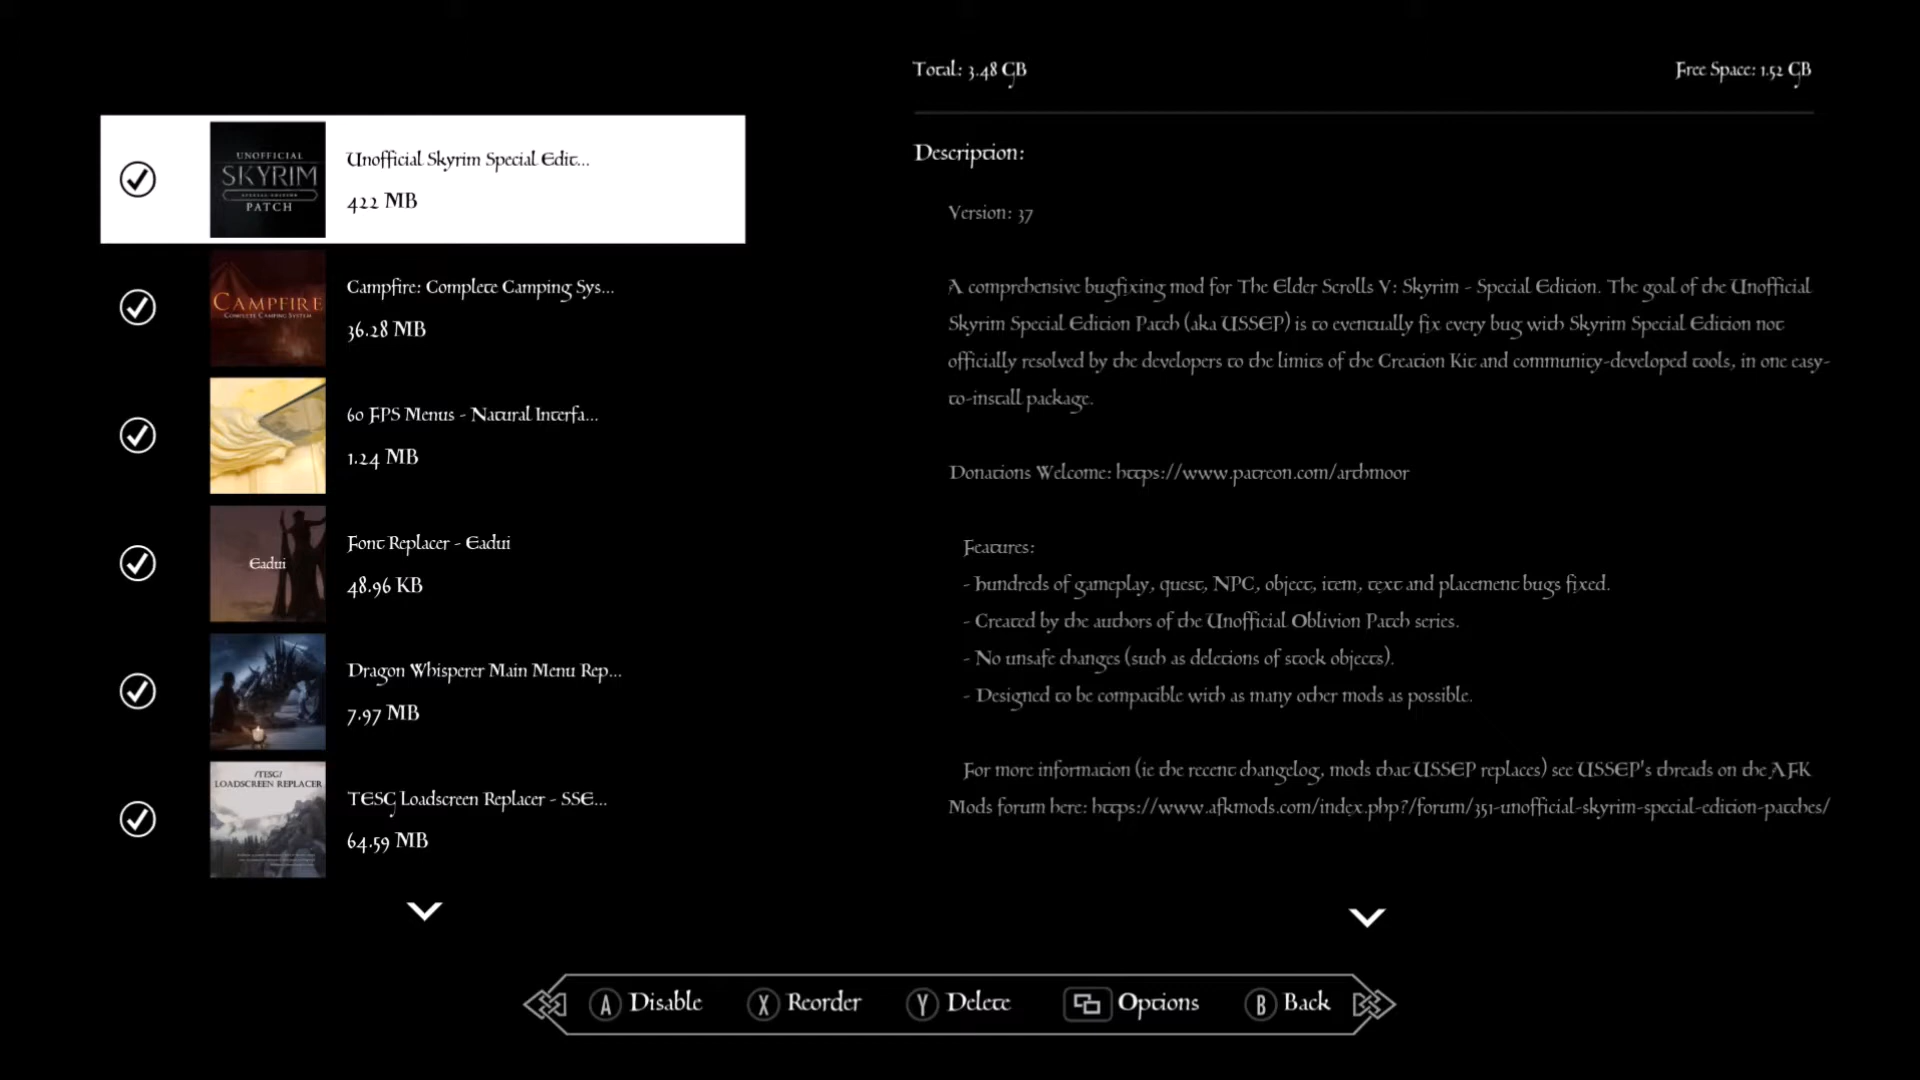 Total: 3.48 GB
Free Space: 1.52 GB
UNOFFICIAL
SKYRIM
SPECIAL EDITION
PATCH
Unofficial Skyrim Special Edit...
422 MB
CAMPFIRE
COMPLETE CAMPING SYSTEM
Campfire: Complete Camping Sys...
36.28 MB
60 FPS Menus - Natural Interfa...
1.24 MB
Eadui
Font Replacer - Eadui
48.96 KB
Dragon Whisperer Main Menu Rep...
7.97 MB
/TESG/
LOADSCREEN REPLACER
TESG Loadscreen Replacer - SSE...
64.59 MB
Description:
Version: 37
A comprehensive bugfixing mod for The Elder Scrolls V: Skyrim - Special Edition. The goal of the Unofficial
Skyrim Special Edition Patch (aka USSEP) is to eventually fix every bug with Skyrim Special Edition not
officially resolved by the developers to the limits of the Creation Kit and community-developed tools, in one easy-
to-install package.
Donations Welcome: https://www.patreon.com/arthmoor
Features:
- hundreds of gameplay, quest, NPC, object, item, text and placement bugs fixed.
- Created by the authors of the Unofficial Oblivion Patch series.
- No unsafe changes (such as deletions of stock objects).
- Designed to be compatible with as many other mods as possible.
For more information (ie the recent changelog, mods that USSEP replaces) see USSEP's threads on the AFK
Mods forum here: https://www.afkmods.com/index.php?/forum/351-unofficial-skyrim-special-edition-patches/
A Disable X Reorder Y Delete Options B Back